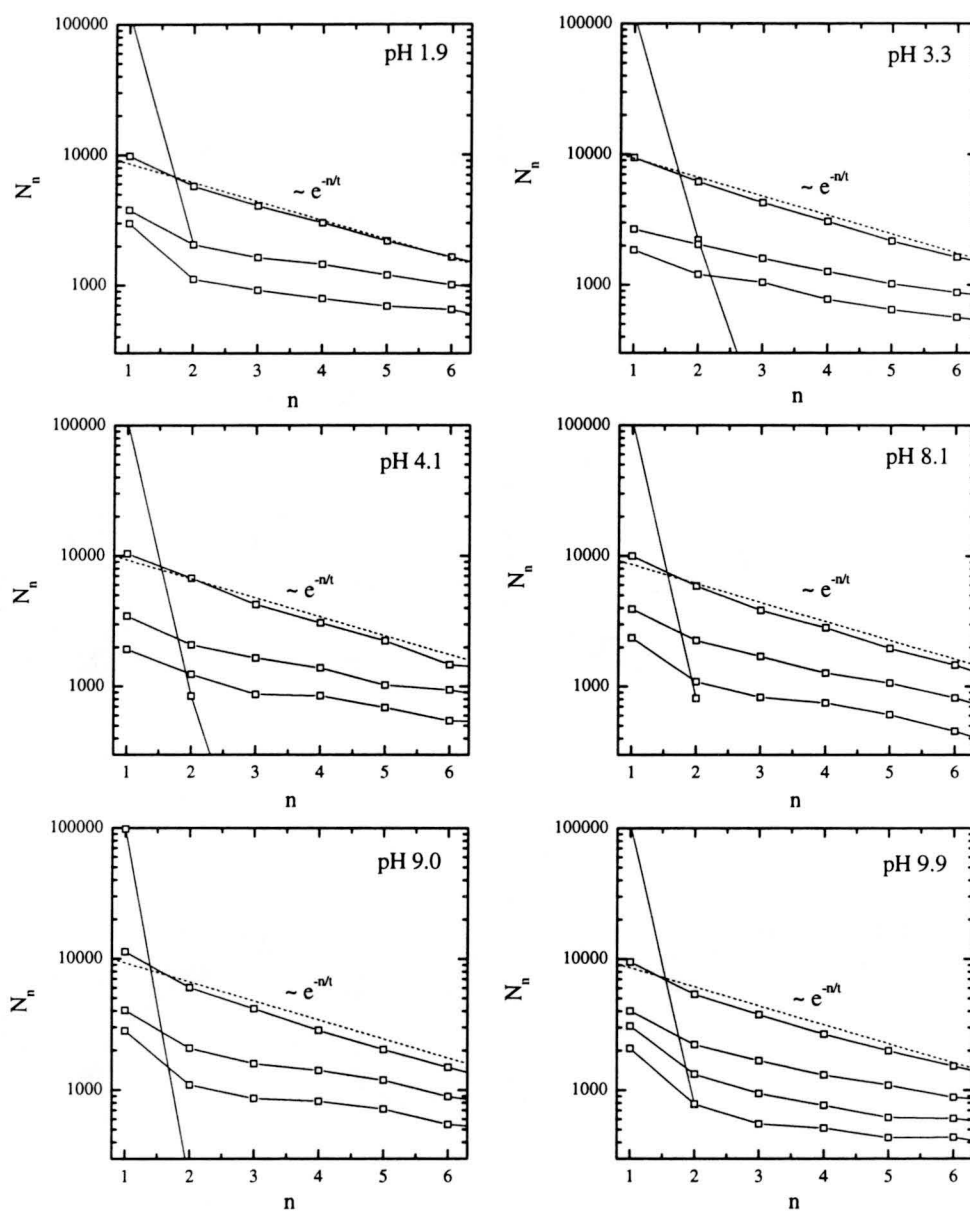 100000
10000
1000
N_n
pH 1.9
~ e^{-n/t}
1 2 3 4 5 6
n
100000
10000
1000
N_n
pH 3.3
~ e^{-n/t}
1 2 3 4 5 6
n
100000
10000
1000
N_n
pH 4.1
~ e^{-n/t}
1 2 3 4 5 6
n
100000
10000
1000
N_n
pH 8.1
~ e^{-n/t}
1 2 3 4 5 6
n
100000
10000
1000
N_n
pH 9.0
~ e^{-n/t}
1 2 3 4 5 6
n
100000
10000
1000
N_n
pH 9.9
~ e^{-n/t}
1 2 3 4 5 6
n